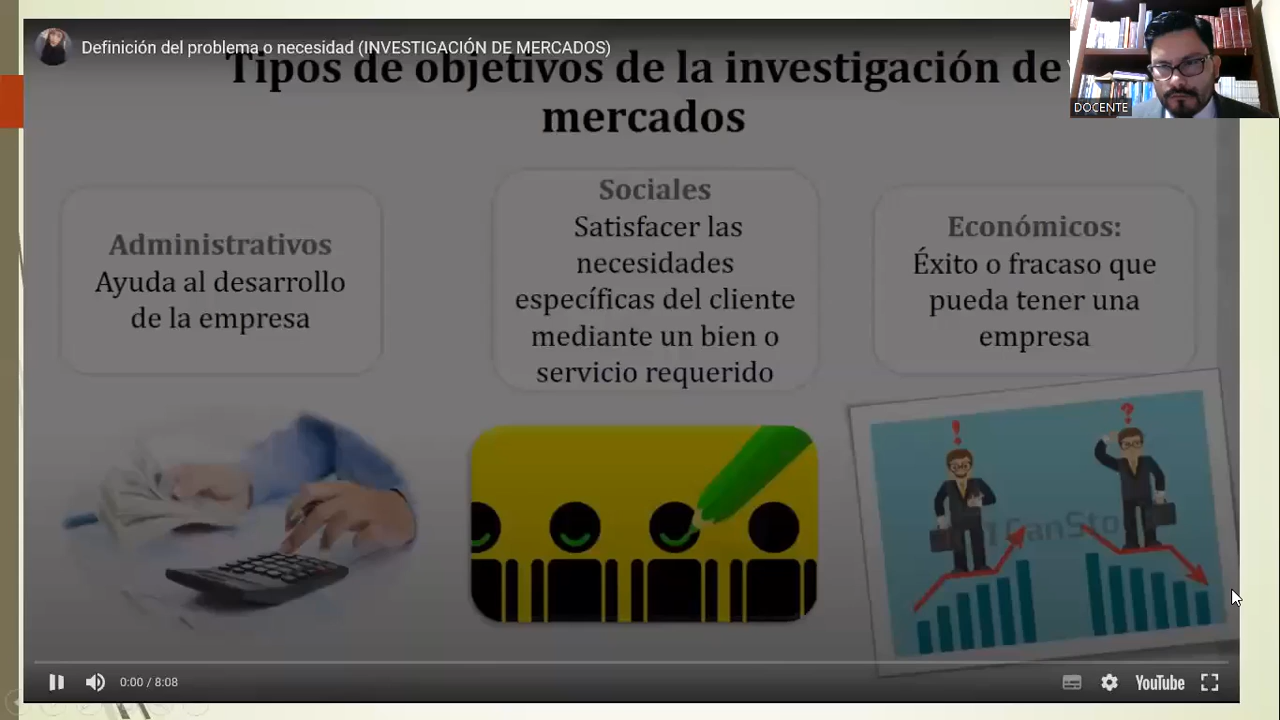 Definición del problema o necesidad (INVESTIGACIÓN DE MERCADOS)
Tipos de objetivos de la investigación de
mercados
DOCENTE
Administrativos
Ayuda al desarrollo
de la empresa
Sociales
Satisfacer las
necesidades
específicas del cliente
mediante un bien o
servicio requerido
Económicos:
Éxito o fracaso que
pueda tener una
empresa
!
?
0:00 / 8:08
YouTube